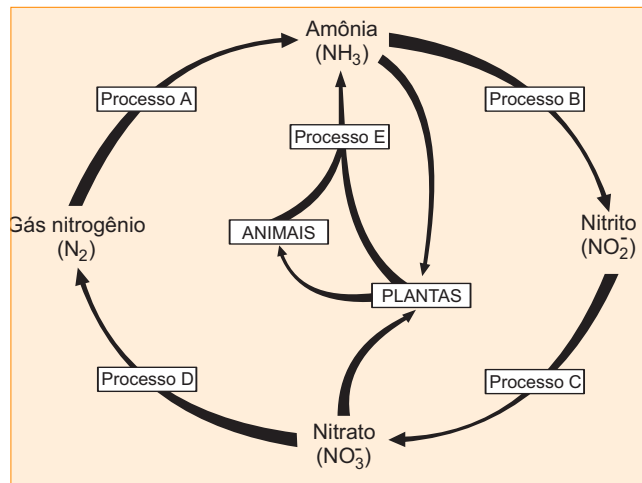 Amônia
(NH₃)
Processo A
Processo B
Processo E
Gás nitrogênio
(N₂)
ANIMAIS
Nitrito
(NO₂⁻)
PLANTAS
Processo D
Processo C
Nitrato
(NO₃⁻)